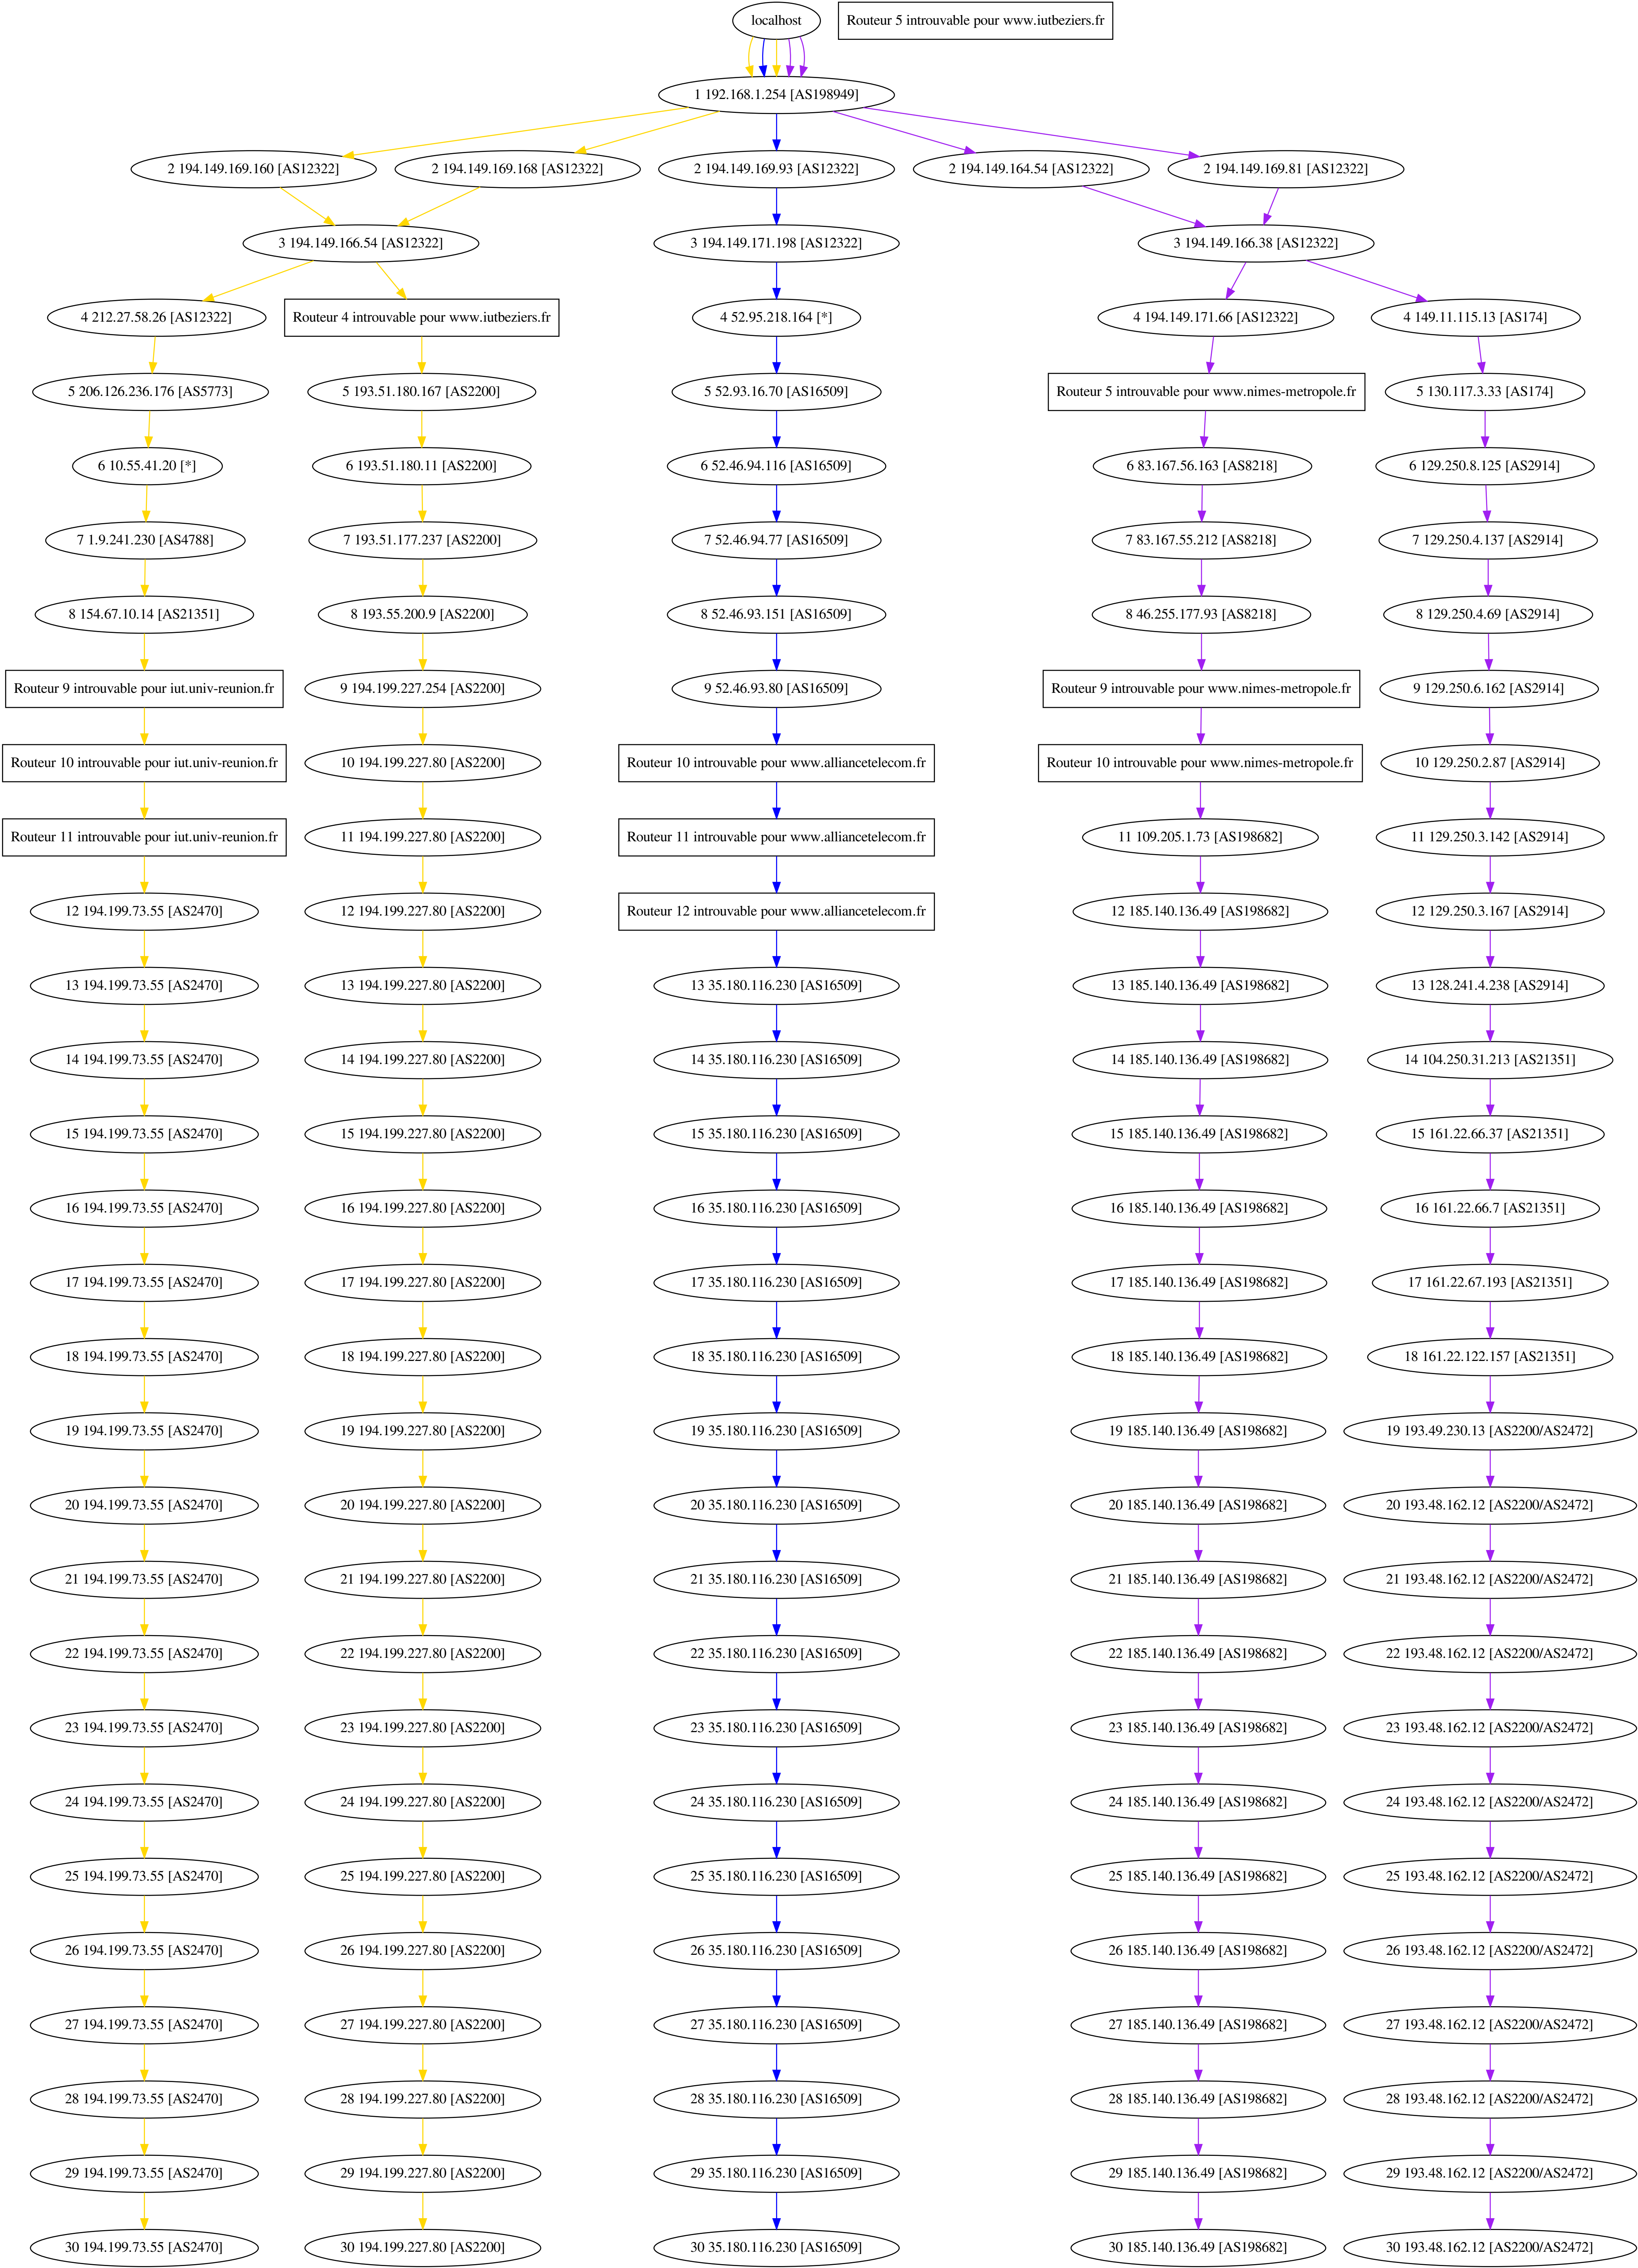 localhost
Routeur 5 introuvable pour www.iutbeziers.fr
1 192.168.1.254 [AS198949]
2 194.149.169.160 [AS12322]
2 194.149.169.168 [AS12322]
2 194.149.169.93 [AS12322]
2 194.149.164.54 [AS12322]
2 194.149.169.81 [AS12322]
3 194.149.166.54 [AS12322]
3 194.149.171.198 [AS12322]
3 194.149.166.38 [AS12322]
4 212.27.58.26 [AS12322]
Routeur 4 introuvable pour www.iutbeziers.fr
4 52.95.218.164 [*]
4 194.149.171.66 [AS12322]
4 149.11.115.13 [AS174]
5 206.126.236.176 [AS5773]
5 193.51.180.167 [AS2200]
5 52.93.16.70 [AS16509]
Routeur 5 introuvable pour www.nimes-metropole.fr
5 130.117.3.33 [AS174]
6 10.55.41.20 [*]
6 193.51.180.11 [AS2200]
6 52.46.94.116 [AS16509]
6 83.167.56.163 [AS8218]
6 129.250.8.125 [AS2914]
7 1.9.241.230 [AS4788]
7 193.51.177.237 [AS2200]
7 52.46.94.77 [AS16509]
7 83.167.55.212 [AS8218]
7 129.250.4.137 [AS2914]
8 154.67.10.14 [AS21351]
8 193.55.200.9 [AS2200]
8 52.46.93.151 [AS16509]
8 46.255.177.93 [AS8218]
8 129.250.4.69 [AS2914]
Routeur 9 introuvable pour iut.univ-reunion.fr
9 194.199.227.254 [AS2200]
9 52.46.93.80 [AS16509]
Routeur 9 introuvable pour www.nimes-metropole.fr
9 129.250.6.162 [AS2914]
Routeur 10 introuvable pour iut.univ-reunion.fr
10 194.199.227.80 [AS2200]
Routeur 10 introuvable pour www.alliancetelecom.fr
Routeur 10 introuvable pour www.nimes-metropole.fr
10 129.250.2.87 [AS2914]
Routeur 11 introuvable pour iut.univ-reunion.fr
11 194.199.227.80 [AS2200]
Routeur 11 introuvable pour www.alliancetelecom.fr
11 109.205.1.73 [AS198682]
11 129.250.3.142 [AS2914]
12 194.199.73.55 [AS2470]
12 194.199.227.80 [AS2200]
Routeur 12 introuvable pour www.alliancetelecom.fr
12 185.140.136.49 [AS198682]
12 129.250.3.167 [AS2914]
13 194.199.73.55 [AS2470]
13 194.199.227.80 [AS2200]
13 35.180.116.230 [AS16509]
13 185.140.136.49 [AS198682]
13 128.241.4.238 [AS2914]
14 194.199.73.55 [AS2470]
14 194.199.227.80 [AS2200]
14 35.180.116.230 [AS16509]
14 185.140.136.49 [AS198682]
14 104.250.31.213 [AS21351]
15 194.199.73.55 [AS2470]
15 194.199.227.80 [AS2200]
15 35.180.116.230 [AS16509]
15 185.140.136.49 [AS198682]
15 161.22.66.37 [AS21351]
16 194.199.73.55 [AS2470]
16 194.199.227.80 [AS2200]
16 35.180.116.230 [AS16509]
16 185.140.136.49 [AS198682]
16 161.22.66.7 [AS21351]
17 194.199.73.55 [AS2470]
17 194.199.227.80 [AS2200]
17 35.180.116.230 [AS16509]
17 185.140.136.49 [AS198682]
17 161.22.67.193 [AS21351]
18 194.199.73.55 [AS2470]
18 194.199.227.80 [AS2200]
18 35.180.116.230 [AS16509]
18 185.140.136.49 [AS198682]
18 161.22.122.157 [AS21351]
19 194.199.73.55 [AS2470]
19 194.199.227.80 [AS2200]
19 35.180.116.230 [AS16509]
19 185.140.136.49 [AS198682]
19 193.49.230.13 [AS2200/AS2472]
20 194.199.73.55 [AS2470]
20 194.199.227.80 [AS2200]
20 35.180.116.230 [AS16509]
20 185.140.136.49 [AS198682]
20 193.48.162.12 [AS2200/AS2472]
21 194.199.73.55 [AS2470]
21 194.199.227.80 [AS2200]
21 35.180.116.230 [AS16509]
21 185.140.136.49 [AS198682]
21 193.48.162.12 [AS2200/AS2472]
22 194.199.73.55 [AS2470]
22 194.199.227.80 [AS2200]
22 35.180.116.230 [AS16509]
22 185.140.136.49 [AS198682]
22 193.48.162.12 [AS2200/AS2472]
23 194.199.73.55 [AS2470]
23 194.199.227.80 [AS2200]
23 35.180.116.230 [AS16509]
23 185.140.136.49 [AS198682]
23 193.48.162.12 [AS2200/AS2472]
24 194.199.73.55 [AS2470]
24 194.199.227.80 [AS2200]
24 35.180.116.230 [AS16509]
24 185.140.136.49 [AS198682]
24 193.48.162.12 [AS2200/AS2472]
25 194.199.73.55 [AS2470]
25 194.199.227.80 [AS2200]
25 35.180.116.230 [AS16509]
25 185.140.136.49 [AS198682]
25 193.48.162.12 [AS2200/AS2472]
26 194.199.73.55 [AS2470]
26 194.199.227.80 [AS2200]
26 35.180.116.230 [AS16509]
26 185.140.136.49 [AS198682]
26 193.48.162.12 [AS2200/AS2472]
27 194.199.73.55 [AS2470]
27 194.199.227.80 [AS2200]
27 35.180.116.230 [AS16509]
27 185.140.136.49 [AS198682]
27 193.48.162.12 [AS2200/AS2472]
28 194.199.73.55 [AS2470]
28 194.199.227.80 [AS2200]
28 35.180.116.230 [AS16509]
28 185.140.136.49 [AS198682]
28 193.48.162.12 [AS2200/AS2472]
29 194.199.73.55 [AS2470]
29 194.199.227.80 [AS2200]
29 35.180.116.230 [AS16509]
29 185.140.136.49 [AS198682]
29 193.48.162.12 [AS2200/AS2472]
30 194.199.73.55 [AS2470]
30 194.199.227.80 [AS2200]
30 35.180.116.230 [AS16509]
30 185.140.136.49 [AS198682]
30 193.48.162.12 [AS2200/AS2472]